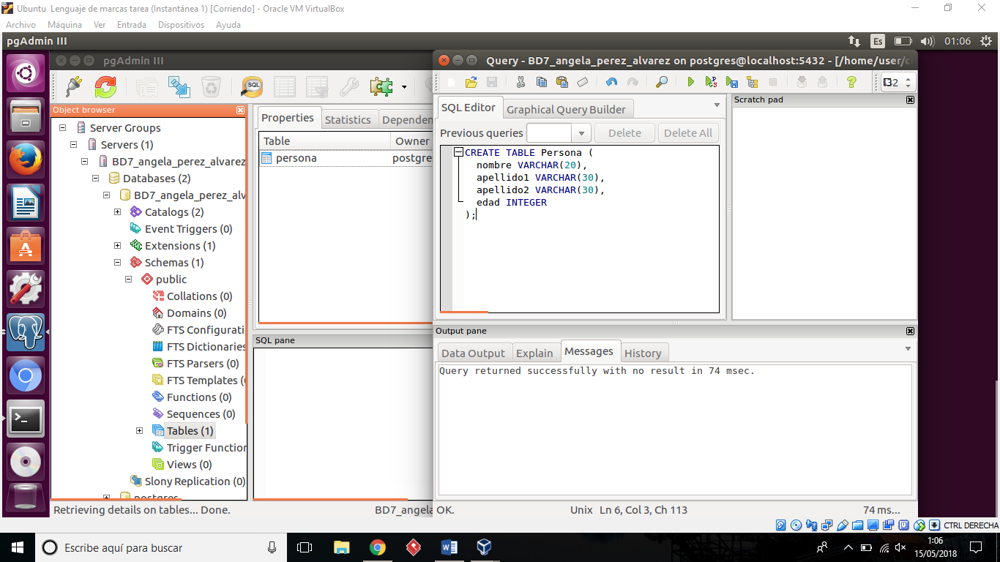 Ubuntu Lenguaje de marcas tarea (Instantánea 1) [Corriendo] - Oracle VM VirtualBox
Archivo Máquina Ver Entrada Dispositivos Ayuda
pgAdmin III
Es
01:06
pgAdmin III
Object browser
Server Groups
Servers (1)
BD7_angela_perez_alvarez
Databases (2)
BD7_angela_perez_alv
Catalogs (2)
Event Triggers (0)
Extensions (1)
Schemas (1)
public
Collations (0)
Domains (0)
FTS Configurati
FTS Dictionaries
FTS Parsers (0)
FTS Templates (
Functions (0)
Sequences (0)
Tables (1)
Trigger Function
Views (0)
Slony Replication (0)
postgres
Retrieving details on tables... Done.
SQL
Properties Statistics Depender
Table Owner
persona postgre
SQL pane
BD7_angela
Query - BD7_angela_perez_alvarez on postgres@localhost:5432 - [/home/user/c
32
SQL Editor Graphical Query Builder
Previous queries Delete Delete All
CREATE TABLE Persona (
nombre VARCHAR(20),
apellido1 VARCHAR(30),
apellido2 VARCHAR(30),
edad INTEGER
);
Scratch pad
Output pane
Data Output Explain Messages History
Query returned successfully with no result in 74 msec.
OK. Unix Ln 6, Col 3, Ch 113 74 ms...
CTRL DERECHA
Escribe aquí para buscar
1:06
15/05/2018